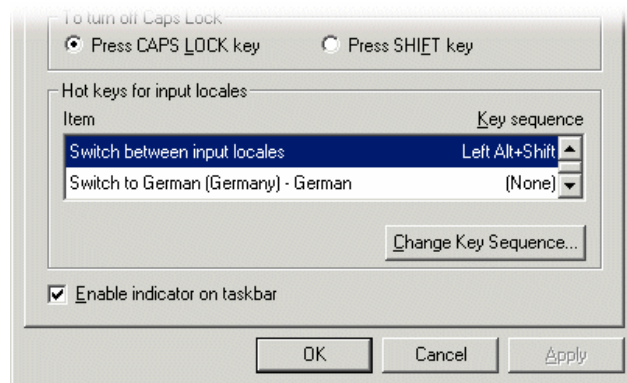 To turn off Caps Lock
Press CAPS LOCK key Press SHIFT key
Hot keys for input locales
Item Key sequence
Switch between input locales Left Alt+Shift
Switch to German (Germany) - German (None)
Change Key Sequence...
Enable indicator on taskbar
OK Cancel Apply